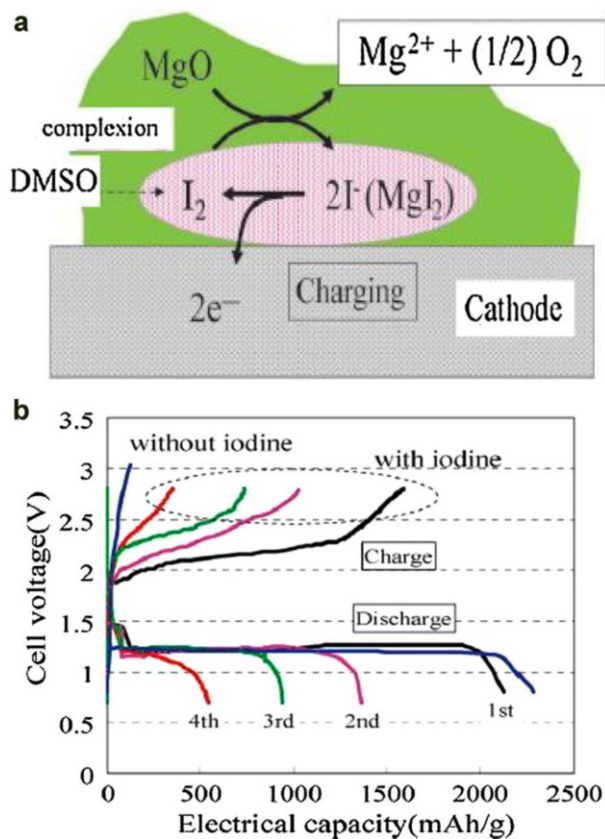 a
MgO
Mg²⁺ + (1/2) O₂
complexion
DMSO
I₂
2I⁻(MgI₂)
2e⁻
Charging
Cathode
b
3.5
3
2.5
2
1.5
1
0.5
0
Cell voltage(V)
without iodine
with iodine
Charge
Discharge
4th
3rd
2nd
1st
0
500
1000
1500
2000
2500
Electrical capacity(mAh/g)